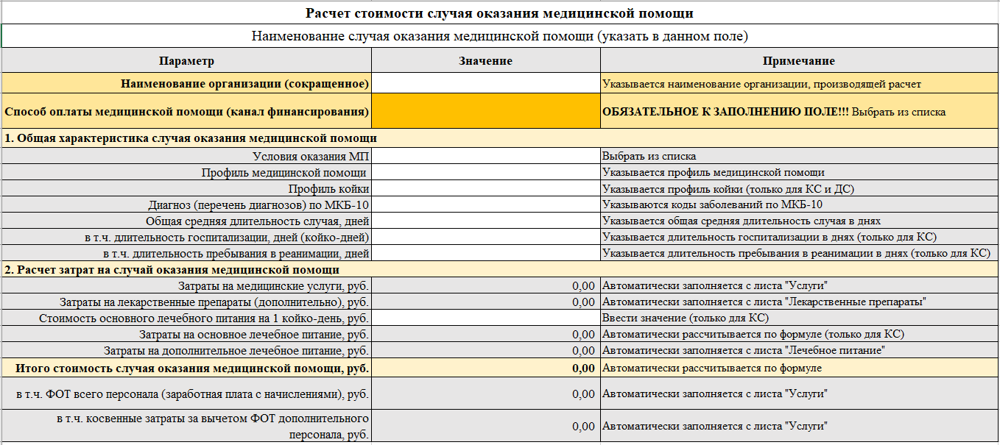 Расчет стоимости случая оказания медицинской помощи
Наименование случая оказания медицинской помощи (указать в данном поле)
Параметр Значение Примечание
Наименование организации (сокращенное) Указывается наименование организации, производящей расчет
Способ оплаты медицинской помощи (канал финансирования) ОБЯЗАТЕЛЬНОЕ К ЗАПОЛНЕНИЮ ПОЛЕ!!! Выбрать из списка
1. Общая характеристика случая оказания медицинской помощи
Условия оказания МП Выбрать из списка
Профиль медицинской помощи Указывается профиль медицинской помощи
Профиль койки Указывается профиль койки (только для КС и ДС)
Диагноз (перечень диагнозов) по МКБ-10 Указываются коды заболеваний по МКБ-10
Общая средняя длительность случая, дней Указывается общая средняя длительность случая в днях
в т.ч. длительность госпитализации, дней (койко-дней) Указывается длительность госпитализации в днях (только для КС)
в т.ч. длительность пребывания в реанимации, дней Указывается длительность пребывания в реанимации в днях (только для КС)
2. Расчет затрат на случай оказания медицинской помощи
Затраты на медицинские услуги, руб. 0,00 Автоматически заполняется с листа "Услуги"
Затраты на лекарственные препараты (дополнительно), руб. 0,00 Автоматически заполняется с листа "Лекарственные препараты"
Стоимость основного лечебного питания на 1 койко-день, руб. Ввести значение (только для КС)
Затраты на основное лечебное питание, руб. 0,00 Автоматически рассчитывается по формуле (только для КС)
Затраты на дополнительное лечебное питание, руб. 0,00 Автоматически заполняется с листа "Лечебное питание"
Итого стоимость случая оказания медицинской помощи, руб. 0,00 Автоматически рассчитывается по формуле
в т.ч. ФОТ всего персонала (заработная плата с начислениями), руб. 0,00 Автоматически заполняется с листа "Услуги"
в т.ч. косвенные затраты за вычетом ФОТ дополнительного
персонала, руб. 0,00 Автоматически заполняется с листа "Услуги"